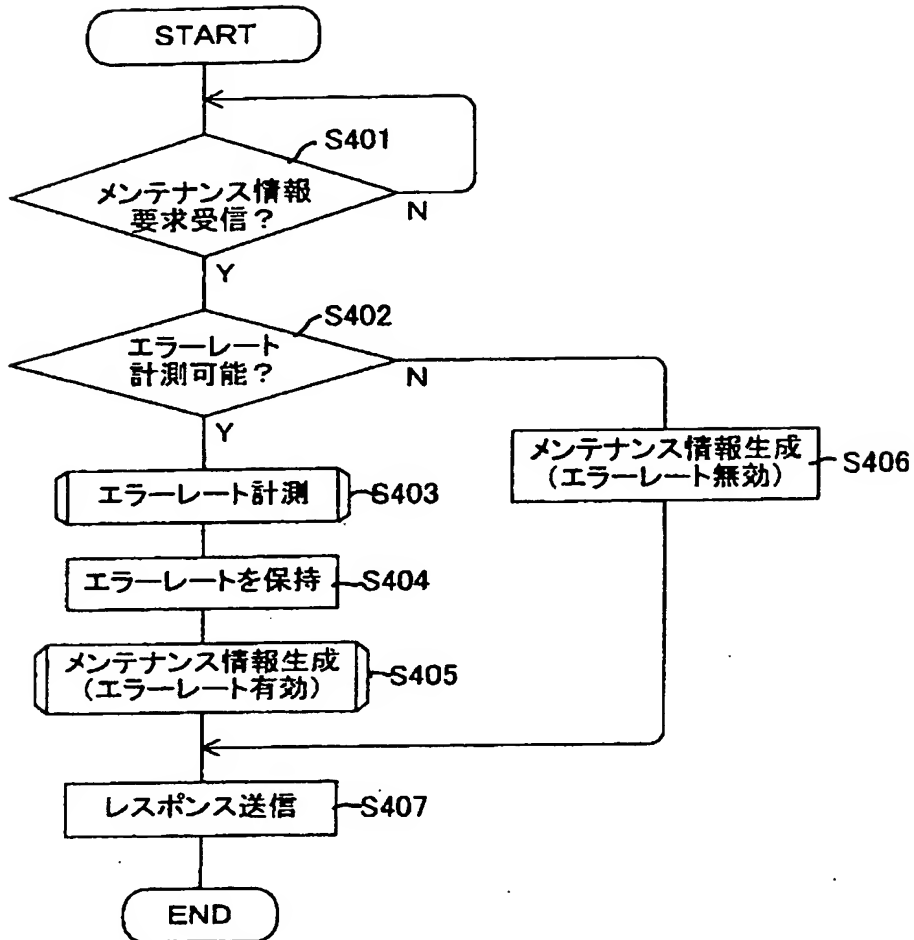 START
S401
メンテナンス情報
要求受信?
N
Y
S402
エラーレート
計測可能?
N
Y
メンテナンス情報生成
(エラーレート無効)
S406
エラーレート計測
S403
エラーレートを保持
S404
メンテナンス情報生成
(エラーレート有効)
S405
レスポンス送信
S407
END